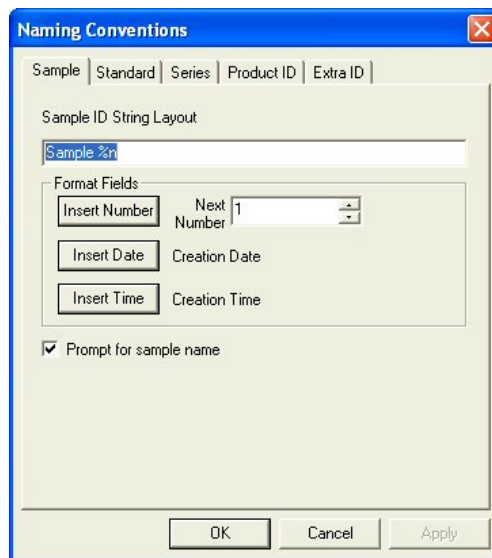 Naming Conventions
Sample Standard Series Product ID Extra ID
Sample ID String Layout
Sample %n
Format Fields
Insert Number Next Number 1
Insert Date Creation Date
Insert Time Creation Time
Prompt for sample name
OK Cancel Apply